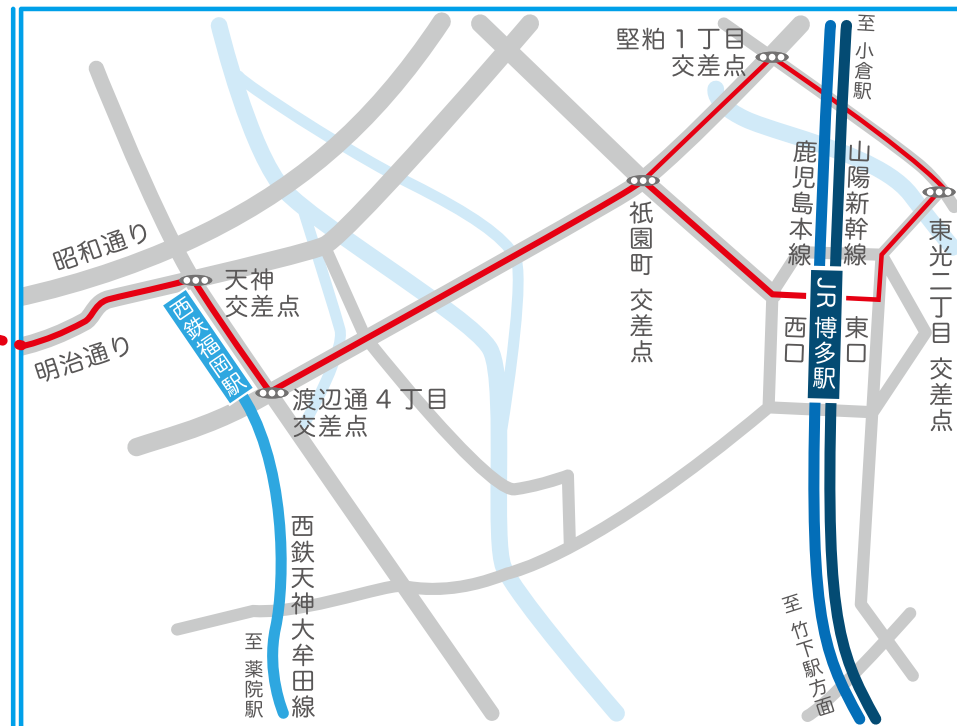 堅粕１丁目
交差点
至 小倉駅
鹿児島本線
山陽新幹線
祇園町 交差点
東光二丁目 交差点
昭和通り
天神
交差点
明治通り
西鉄福岡駅
JR 博多駅
西口
東口
渡辺通４丁目
交差点
西鉄天神大牟田線
至 薬院駅
至 竹下駅方面